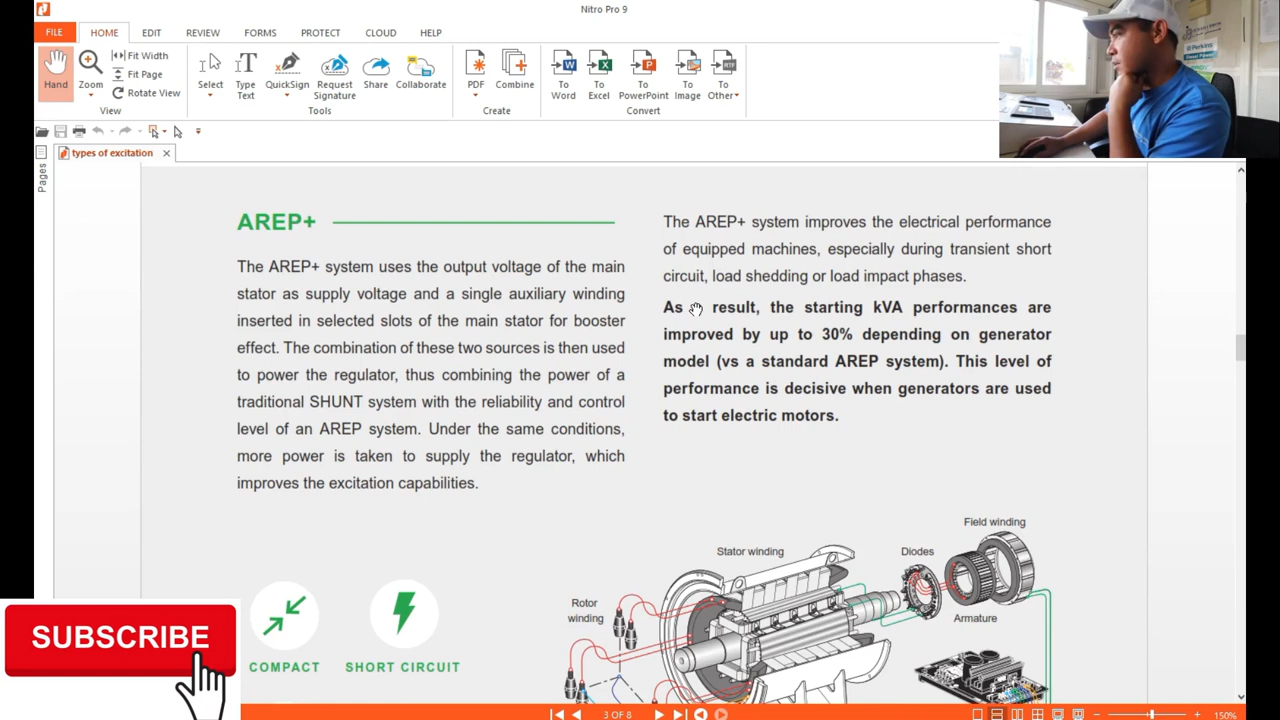 Nitro Pro 9
FILE
HOME
EDIT
REVIEW
FORMS
PROTECT
CLOUD
HELP
Hand
Zoom
Fit Width
Fit Page
Rotate View
View
Select
Type Text
QuickSign
Request Signature
Share
Collaborate
Tools
PDF
Combine
Create
To Word
To Excel
To PowerPoint
To Image
To Other
Convert
Perkins
types of excitation
Pages
AREP+
The AREP+ system uses the output voltage of the main
stator as supply voltage and a single auxiliary winding
inserted in selected slots of the main stator for booster
effect. The combination of these two sources is then used
to power the regulator, thus combining the power of a
traditional SHUNT system with the reliability and control
level of an AREP system. Under the same conditions,
more power is taken to supply the regulator, which
improves the excitation capabilities.
The AREP+ system improves the electrical performance
of equipped machines, especially during transient short
circuit, load shedding or load impact phases.
As a result, the starting kVA performances are
improved by up to 30% depending on generator
model (vs a standard AREP system). This level of
performance is decisive when generators are used
to start electric motors.
Field winding
Stator winding
Diodes
Rotor
winding
Armature
COMPACT
SHORT CIRCUIT
SUBSCRIBE
3 OF 8
150%